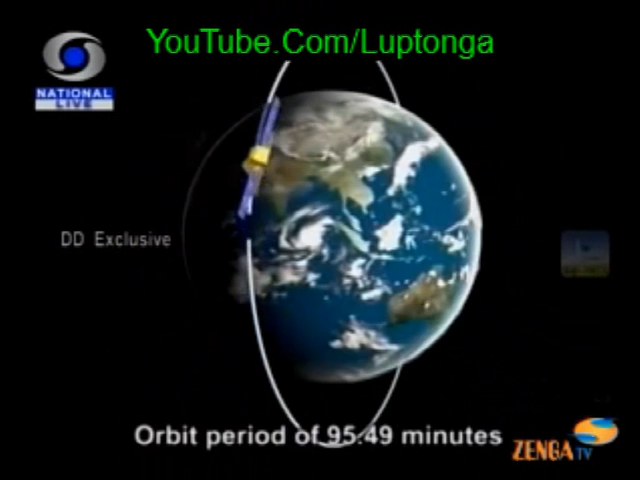 YouTube.Com/Luptonga
NATIONAL
LIVE
DD Exclusive
Orbit period of 95.49 minutes
ZENGA TV